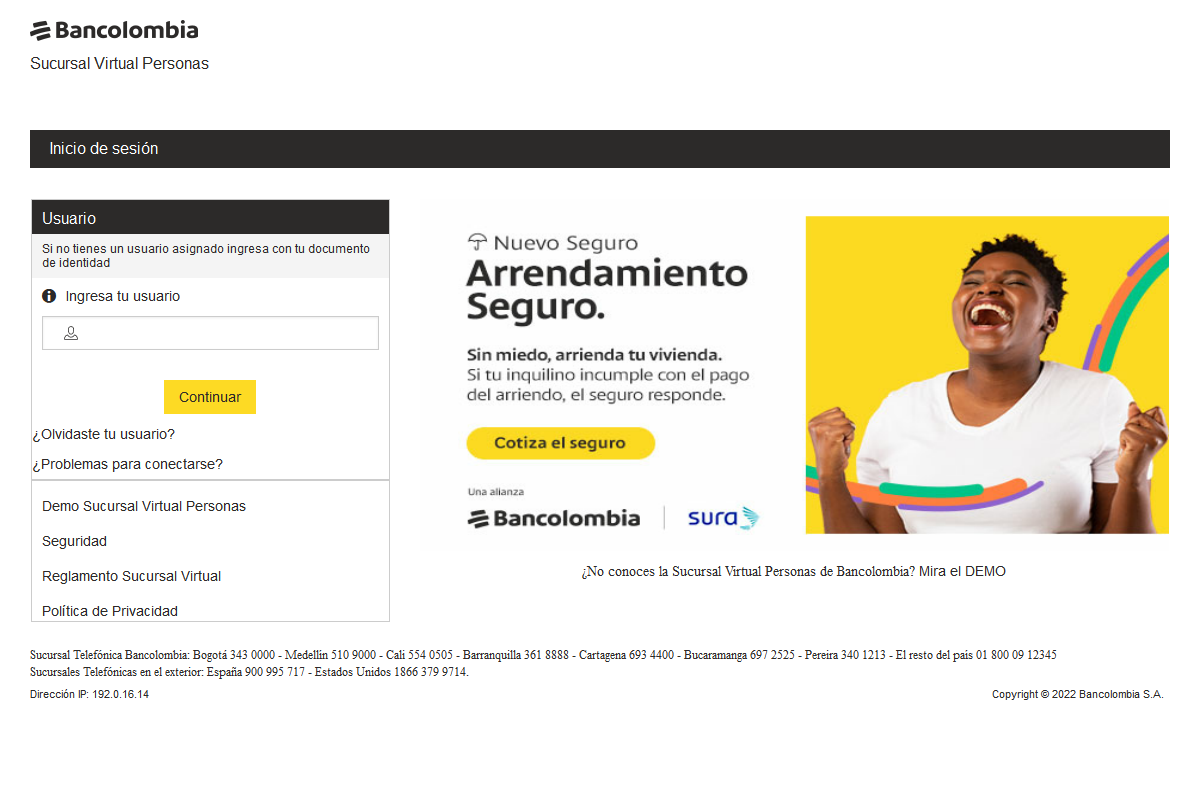 Bancolombia
Sucursal Virtual Personas
Inicio de sesión
Usuario
Si no tienes un usuario asignado ingresa con tu documento
de identidad
Ingresa tu usuario
Continuar
¿Olvidaste tu usuario?
¿Problemas para conectarse?
Demo Sucursal Virtual Personas
Seguridad
Reglamento Sucursal Virtual
Política de Privacidad
Nuevo Seguro
Arrendamiento
Seguro.
Sin miedo, arrienda tu vivienda.
Si tu inquilino incumple con el pago
del arriendo, el seguro responde.
Cotiza el seguro
Una alianza
Bancolombia | sura
¿No conoces la Sucursal Virtual Personas de Bancolombia? Mira el DEMO
Sucursal Telefónica Bancolombia: Bogotá 343 0000 - Medellín 510 9000 - Cali 554 0505 - Barranquilla 361 8888 - Cartagena 693 4400 - Bucaramanga 697 2525 - Pereira 340 1213 - El resto del país 01 800 09 12345
Sucursales Telefónicas en el exterior: España 900 995 717 - Estados Unidos 1866 379 9714.
Dirección IP: 192.0.16.14
Copyright © 2022 Bancolombia S.A.